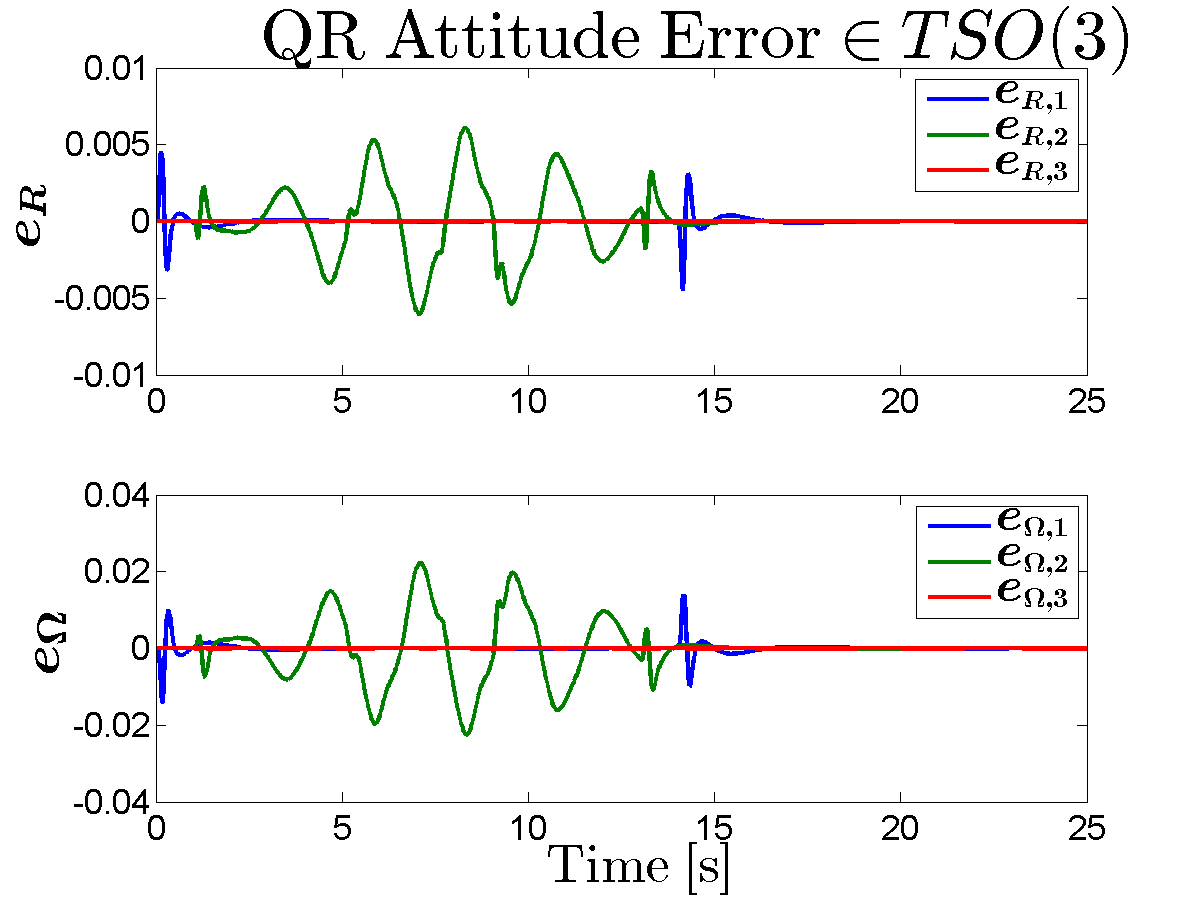 QR Attitude Error ∈ TSO(3)
0.01
0.005
0
-0.005
-0.01
e_R
e_{R,1}
e_{R,2}
e_{R,3}
0 5 10 15 20 25
0.04
0.02
0
-0.02
-0.04
e_Ω
e_{Ω,1}
e_{Ω,2}
e_{Ω,3}
0 5 10 15 20 25
Time [s]